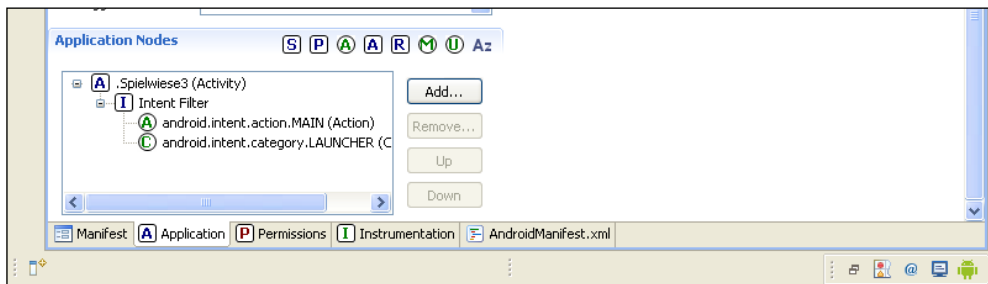 Application Nodes S P A A R M U Az
A .Spielwiese3 (Activity)
I Intent Filter
A android.intent.action.MAIN (Action)
C android.intent.category.LAUNCHER (C
Add...
Remove...
Up
Down
Manifest A Application P Permissions I Instrumentation AndroidManifest.xml
@